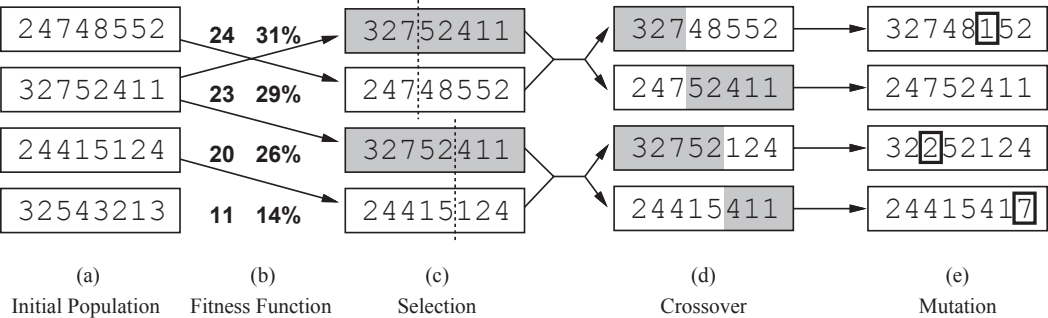 24748552 24 31% 32752411 32748552 32748152
32752411 23 29% 24748552 24752411 24752411
24415124 20 26% 32752411 32752124 32252124
32543213 11 14% 24415124 24415411 24415417
(a) (b) (c) (d) (e)
Initial Population Fitness Function Selection Crossover Mutation